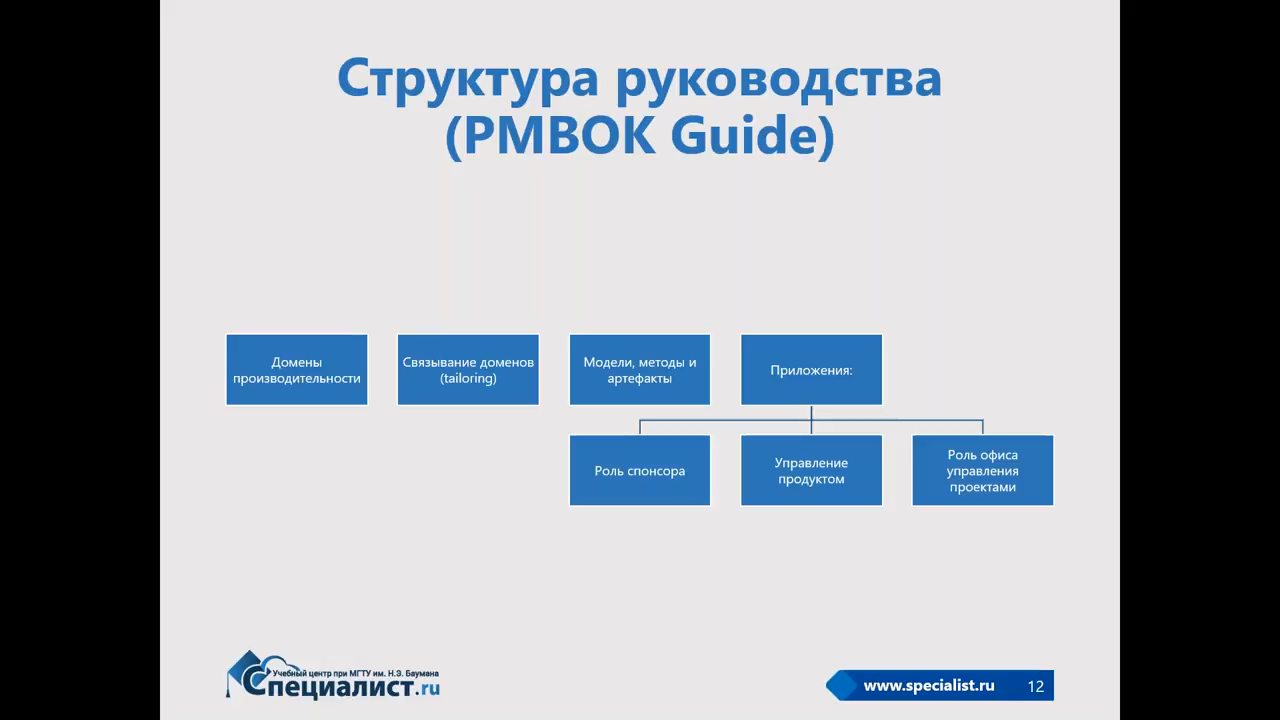 Структура руководства
(PMBOK Guide)
Домены
производительности
Связывание доменов
(tailoring)
Модели, методы и
артефакты
Приложения:
Роль спонсора
Управление
продуктом
Роль офиса
управления
проектами
Учебный центр при МГТУ им. Н.Э. Баумана
Специалист.ru
www.specialist.ru 12